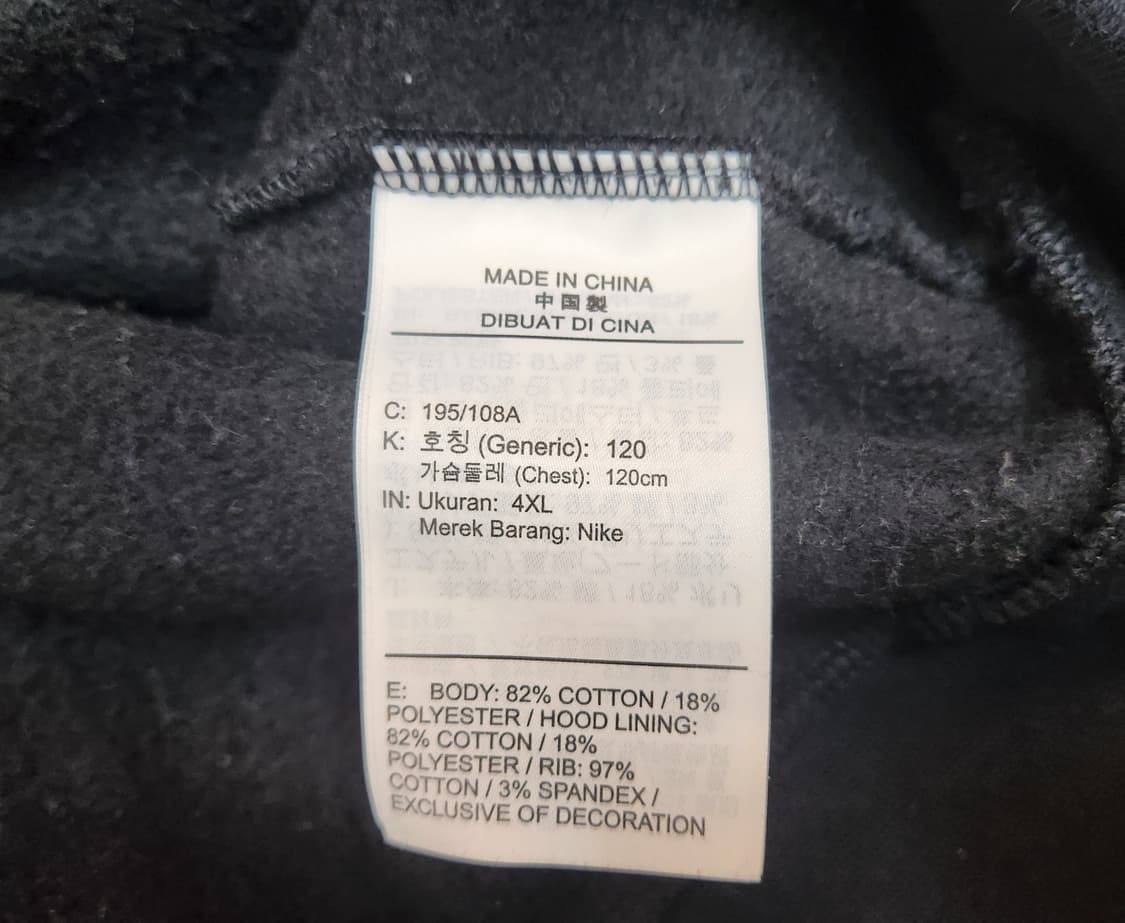 MADE IN CHINA
中国製
DIBUAT DI CINA
C: 195/108A
K: 호칭 (Generic): 120
가슴둘레 (Chest): 120cm
IN: Ukuran: 4XL
Merek Barang: Nike
E: BODY: 82% COTTON / 18%
POLYESTER / HOOD LINING:
82% COTTON / 18%
POLYESTER / RIB: 97%
COTTON / 3% SPANDEX /
EXCLUSIVE OF DECORATION